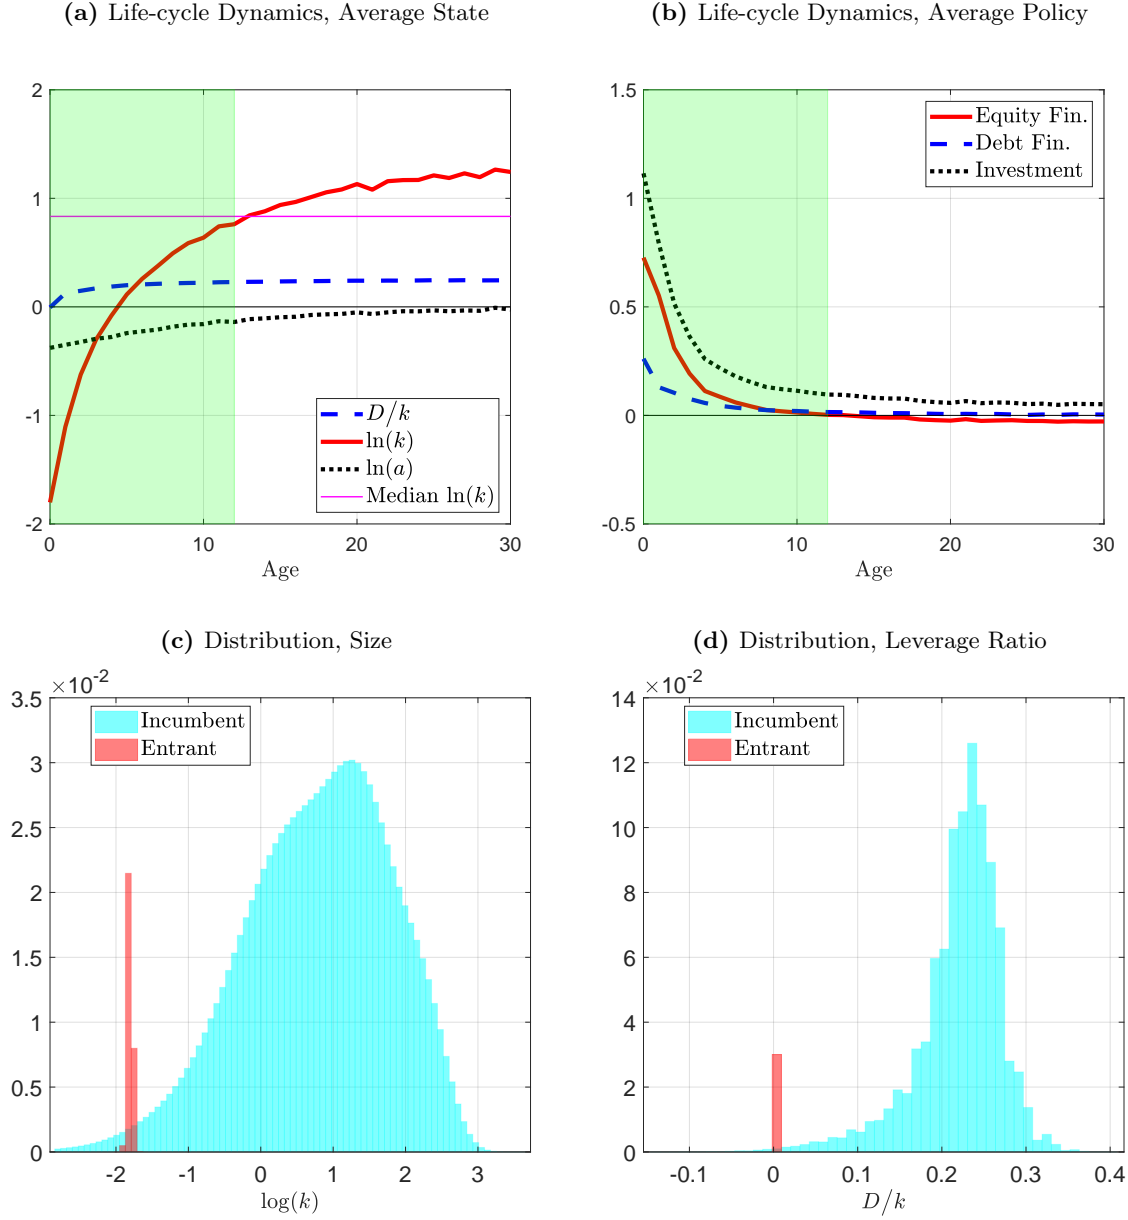 (a) Life-cycle Dynamics, Average State
2
1
0
-1
-2
0
10
20
30
Age
D/k
ln(k)
ln(a)
Median ln(k)
(b) Life-cycle Dynamics, Average Policy
1.5
1
0.5
0
-0.5
0
10
20
30
Age
Equity Fin.
Debt Fin.
Investment
(c) Distribution, Size
×10-2
3.5
3
2.5
2
1.5
1
0.5
0
-2
-1
0
1
2
3
log(k)
Incumbent
Entrant
(d) Distribution, Leverage Ratio
×10-2
14
12
10
8
6
4
2
0
-0.1
0
0.1
0.2
0.3
0.4
D/k
Incumbent
Entrant